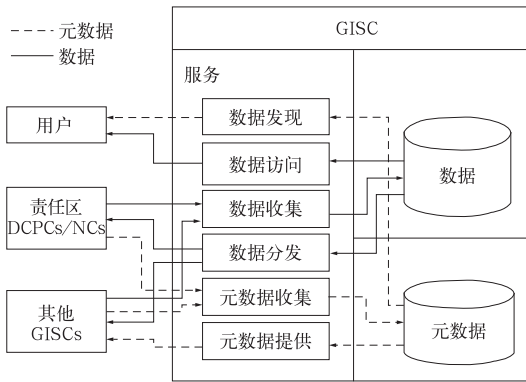 元数据
数据
GISC
服务
用户
责任区
DCPCs/NCs
其他
GISCs
数据发现
数据访问
数据收集
数据分发
元数据收集
元数据提供
数据
元数据